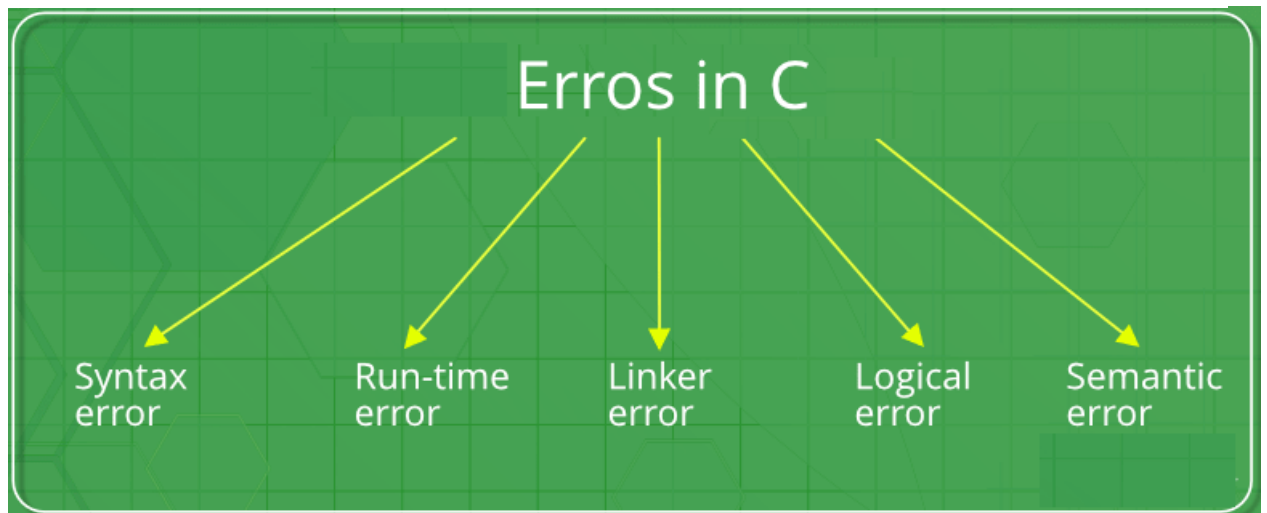 Erros in C
Syntax
error
Run-time
error
Linker
error
Logical
error
Semantic
error